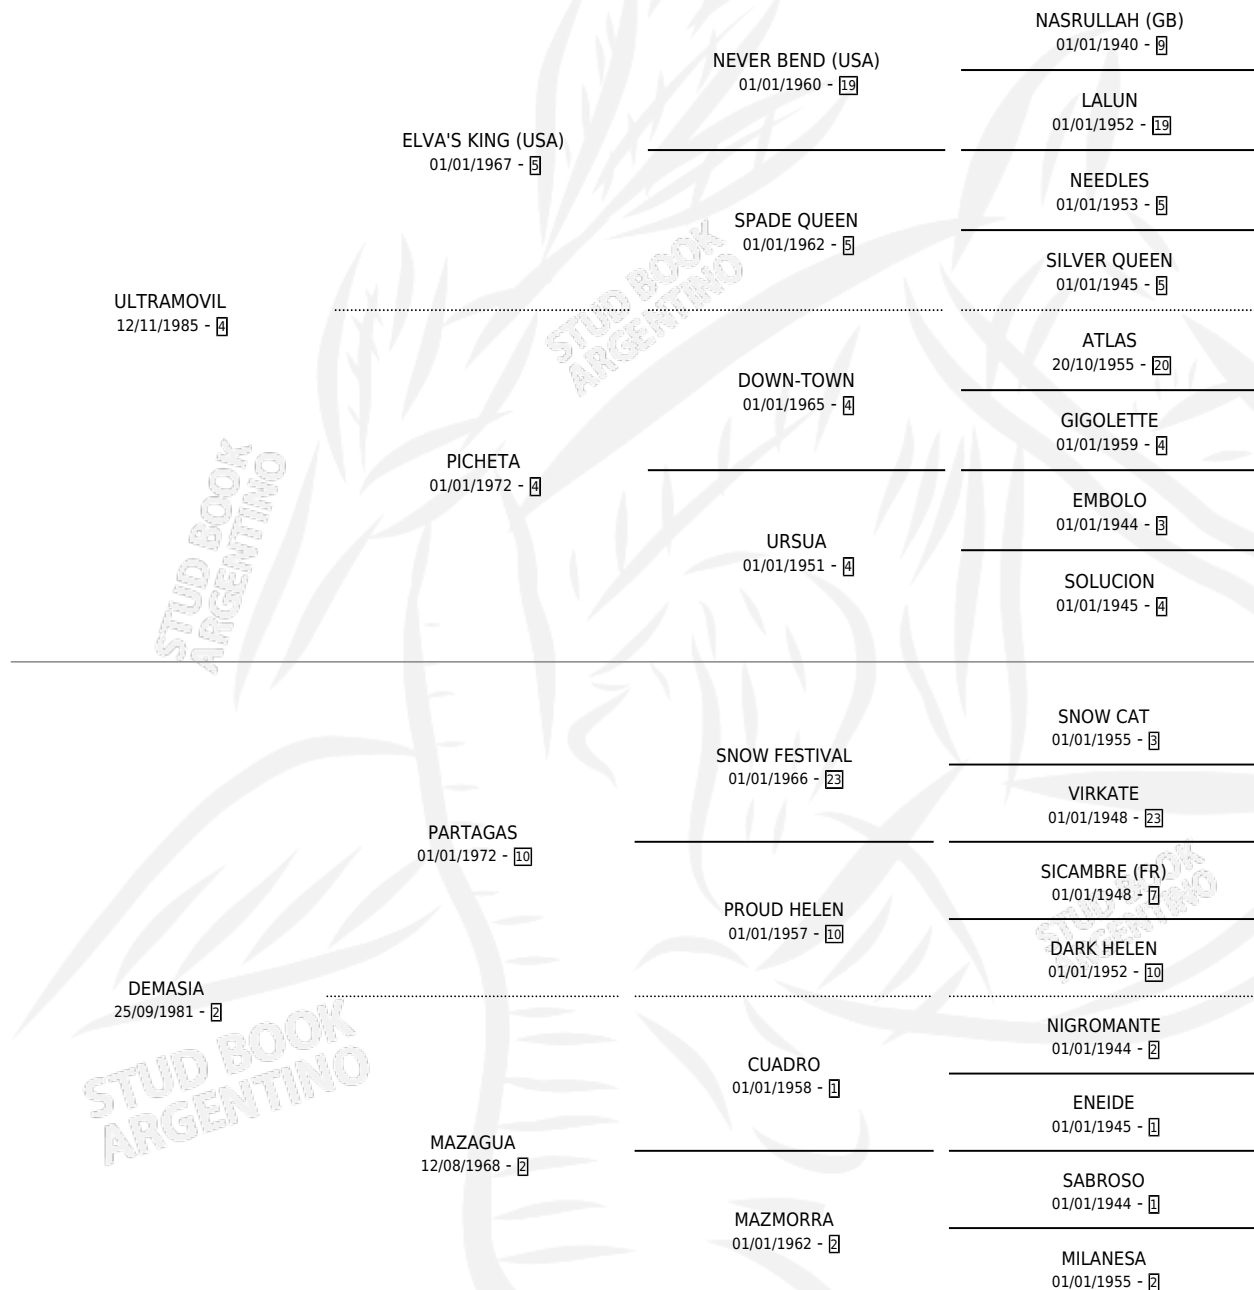 NASRULLAH (GB)
01/01/1940 - 9
NEVER BEND (USA)
01/01/1960 - 19
LALUN
01/01/1952 - 19
ELVA'S KING (USA)
01/01/1967 - 5
NEEDLES
01/01/1953 - 5
SPADE QUEEN
01/01/1962 - 5
SILVER QUEEN
01/01/1945 - 5
ULTRAMOVIL
12/11/1985 - 4
ATLAS
20/10/1955 - 20
DOWN-TOWN
01/01/1965 - 4
GIGOLETTE
01/01/1959 - 4
PICHETA
01/01/1972 - 4
EMBOLO
01/01/1944 - 3
URSUA
01/01/1951 - 4
SOLUCION
01/01/1945 - 4
SNOW CAT
01/01/1955 - 3
SNOW FESTIVAL
01/01/1966 - 23
VIRKATE
01/01/1948 - 23
PARTAGAS
01/01/1972 - 10
SICAMBRE (FR)
01/01/1948 - 7
PROUD HELEN
01/01/1957 - 10
DARK HELEN
01/01/1952 - 10
DEMASIA
25/09/1981 - 2
NIGROMANTE
01/01/1944 - 2
CUADRO
01/01/1958 - 1
ENEIDE
01/01/1945 - 1
MAZAGUA
12/08/1968 - 2
SABROSO
01/01/1944 - 1
MAZMORRA
01/01/1962 - 2
MILANESA
01/01/1955 - 2
STUD BOOK
ARGENTINO
STUD BOOK
ARGENTINO
STUD BOOK
ARGENTINO
STUD BOOK
ARGENTINO